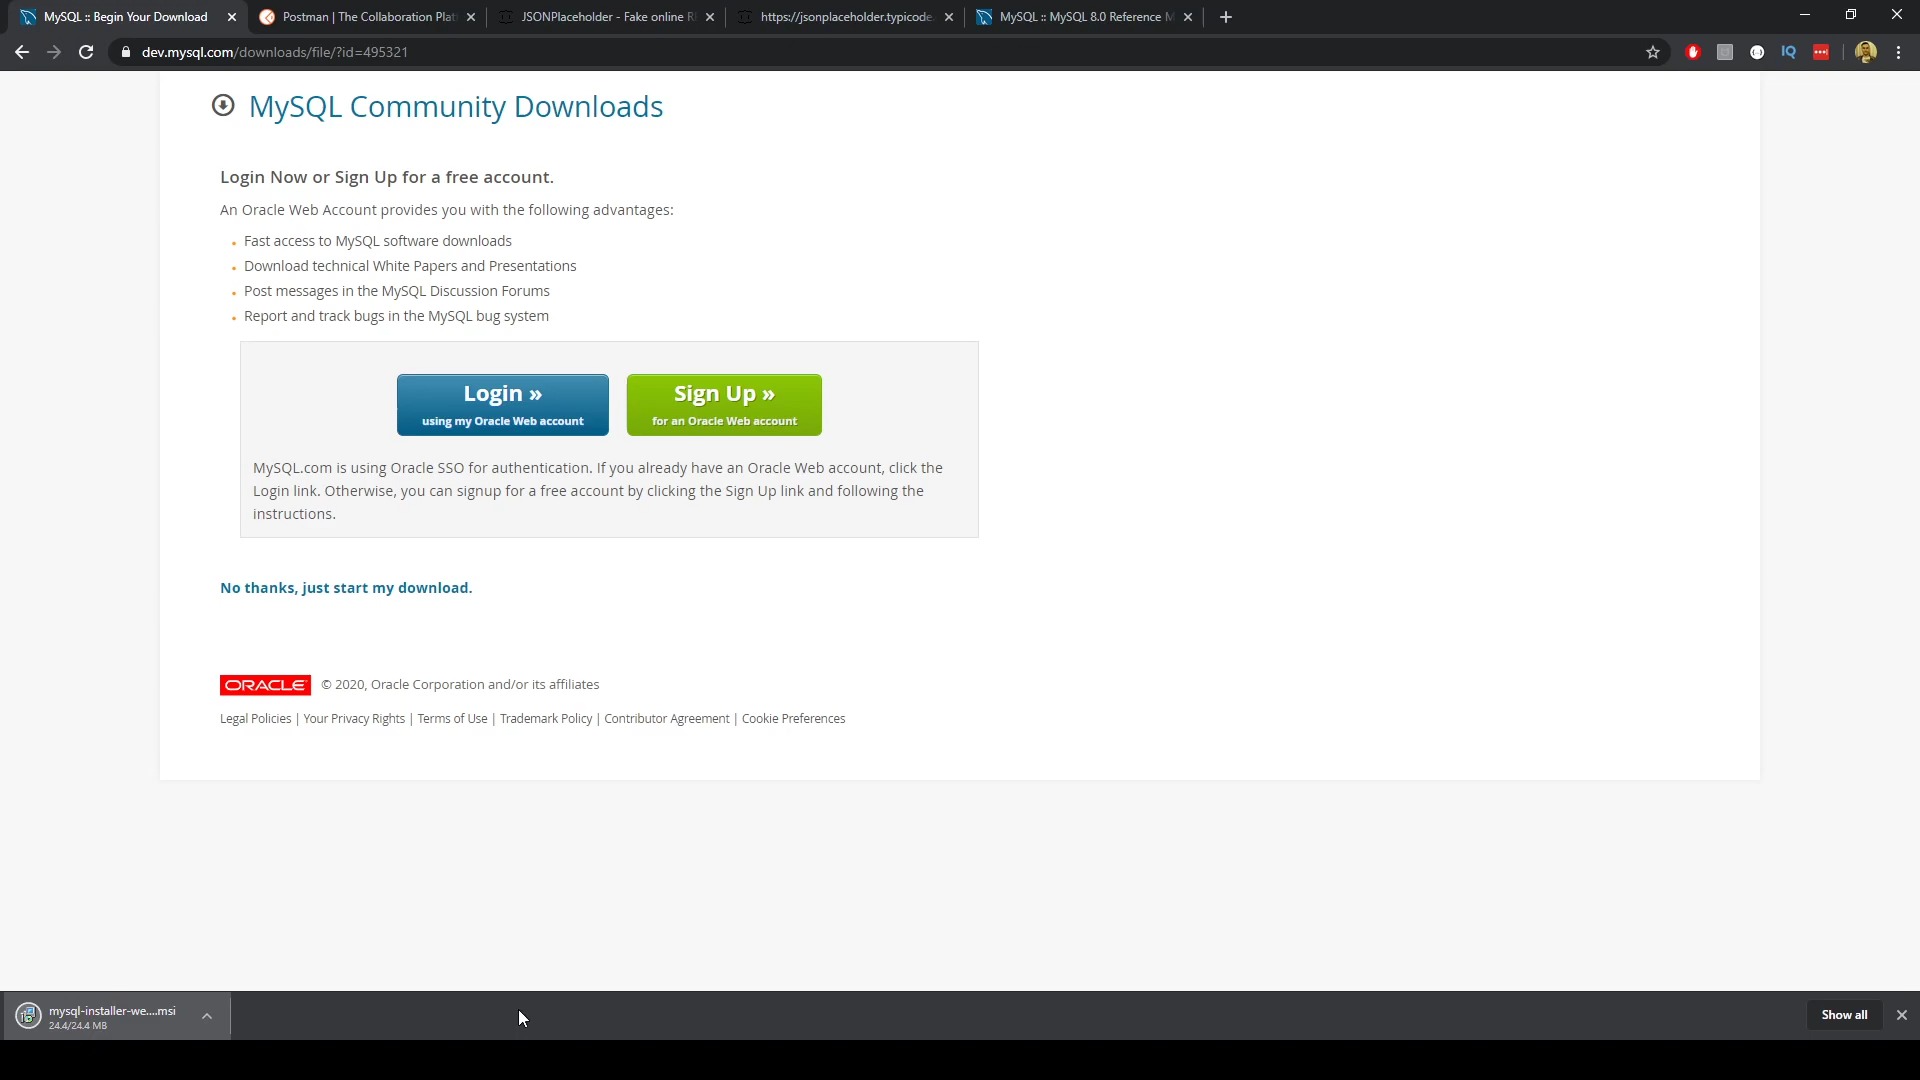 MySQL :: Begin Your Download
Postman | The Collaboration Plat
JSONPlaceholder - Fake online R
https://jsonplaceholder.typicode.
MySQL :: MySQL 8.0 Reference M
dev.mysql.com/downloads/file/?id=495321
IQ
MySQL Community Downloads
Login Now or Sign Up for a free account.
An Oracle Web Account provides you with the following advantages:
Fast access to MySQL software downloads
Download technical White Papers and Presentations
Post messages in the MySQL Discussion Forums
Report and track bugs in the MySQL bug system
Login »
using my Oracle Web account
Sign Up »
for an Oracle Web account
MySQL.com is using Oracle SSO for authentication. If you already have an Oracle Web account, click the
Login link. Otherwise, you can signup for a free account by clicking the Sign Up link and following the
instructions.
No thanks, just start my download.
ORACLE © 2020, Oracle Corporation and/or its affiliates
Legal Policies | Your Privacy Rights | Terms of Use | Trademark Policy | Contributor Agreement | Cookie Preferences
mysql-installer-we....msi
24.4/24.4 MB
Show all